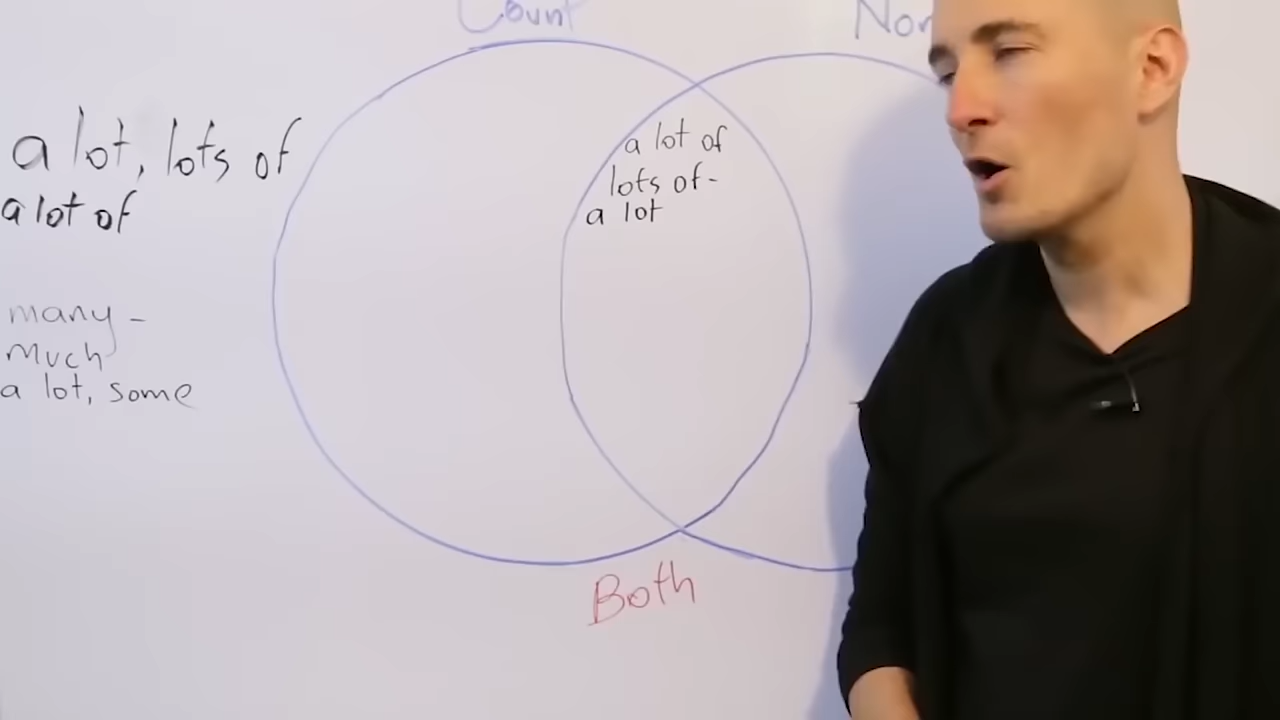 Count
Non
a lot, lots of
a lot of
many -
much
a lot, some
a lot of
lots of -
a lot
Both